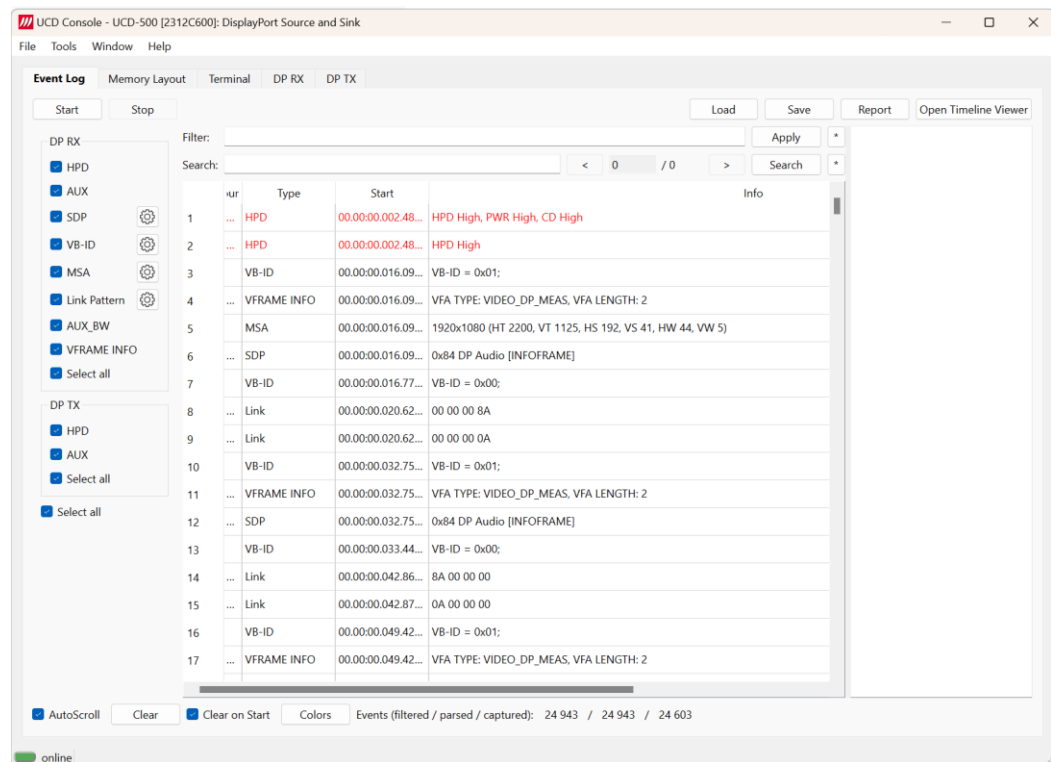 UCD Console - UCD-500 [2312C600]: DisplayPort Source and Sink
File Tools Window Help
Event Log Memory Layout Terminal DP RX DP TX
Start Stop Load Save Report Open Timeline Viewer
DP RX
HPD
AUX
SDP
VB-ID
MSA
Link Pattern
AUX_BW
VFRAME INFO
Select all
DP TX
HPD
AUX
Select all
Select all
Filter: Apply *
Search: < 0 / 0 > Search *
ur Type Start Info
1 ... HPD 00.00:00.002.48... HPD High, PWR High, CD High
2 ... HPD 00.00:00.002.48... HPD High
3 VB-ID 00.00:00.016.09... VB-ID = 0x01;
4 ... VFRAME INFO 00.00:00.016.09... VFA TYPE: VIDEO_DP_MEAS, VFA LENGTH: 2
5 MSA 00.00:00.016.09... 1920x1080 (HT 2200, VT 1125, HS 192, VS 41, HW 44, VW 5)
6 ... SDP 00.00:00.016.09... 0x84 DP Audio [INFOFRAME]
7 VB-ID 00.00:00.016.77... VB-ID = 0x00;
8 ... Link 00.00:00.020.62... 00 00 00 8A
9 ... Link 00.00:00.020.62... 00 00 00 0A
10 VB-ID 00.00:00.032.75... VB-ID = 0x01;
11 ... VFRAME INFO 00.00:00.032.75... VFA TYPE: VIDEO_DP_MEAS, VFA LENGTH: 2
12 ... SDP 00.00:00.032.75... 0x84 DP Audio [INFOFRAME]
13 VB-ID 00.00:00.033.44... VB-ID = 0x00;
14 ... Link 00.00:00.042.86... 8A 00 00 00
15 ... Link 00.00:00.042.87... 0A 00 00 00
16 VB-ID 00.00:00.049.42... VB-ID = 0x01;
17 ... VFRAME INFO 00.00:00.049.42... VFA TYPE: VIDEO_DP_MEAS, VFA LENGTH: 2
AutoScroll Clear Clear on Start Colors Events (filtered / parsed / captured): 24 943 / 24 943 / 24 603
online